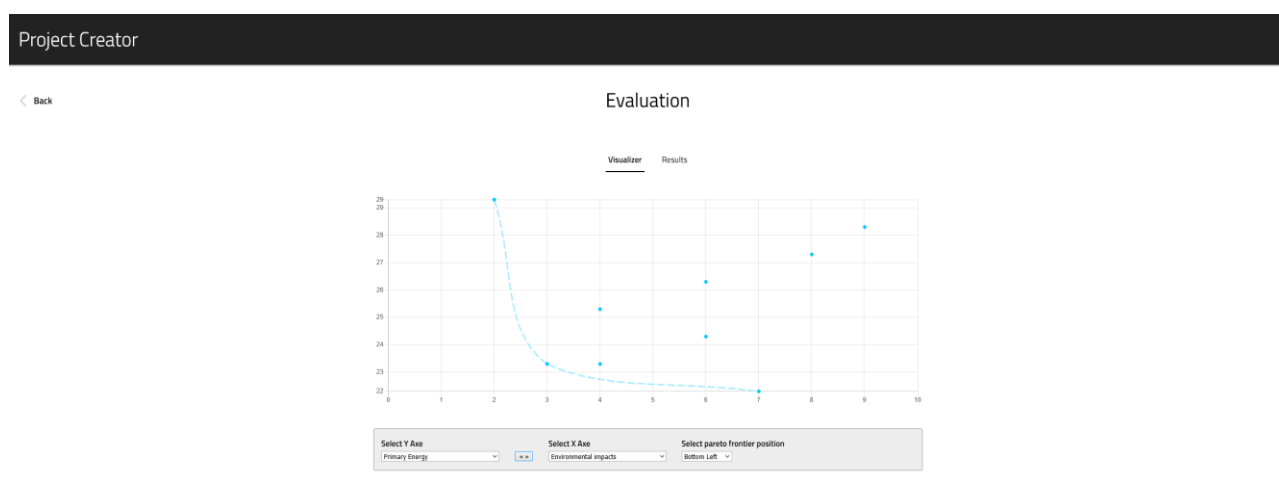 Project Creator
Back
Evaluation
Visualizer Results
29
29
28
27
26
25
24
23
22
0 1 2 3 4 5 6 7 8 9 10
Select Y Axe Select X Axe Select pareto frontier position
Primary Energy < > Environmental impacts Bottom Left